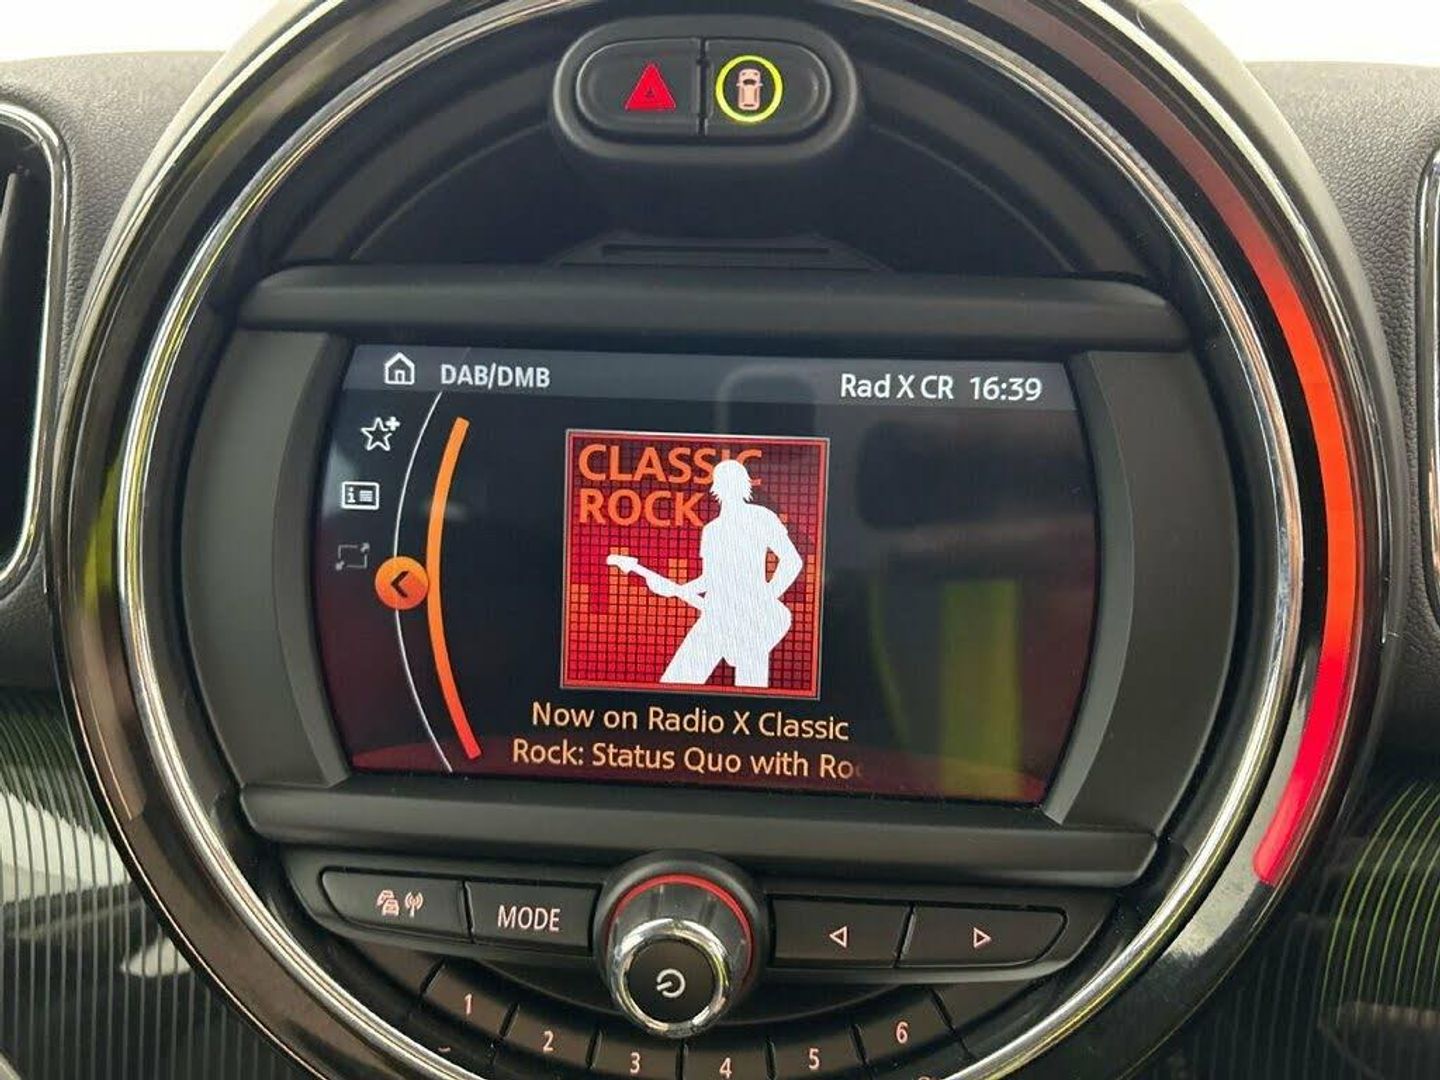 DAB/DMB
Rad X CR 16:39
CLASSIC
ROCK
Now on Radio X Classic
Rock: Status Quo with
MODE
1
2
3
4
5
6